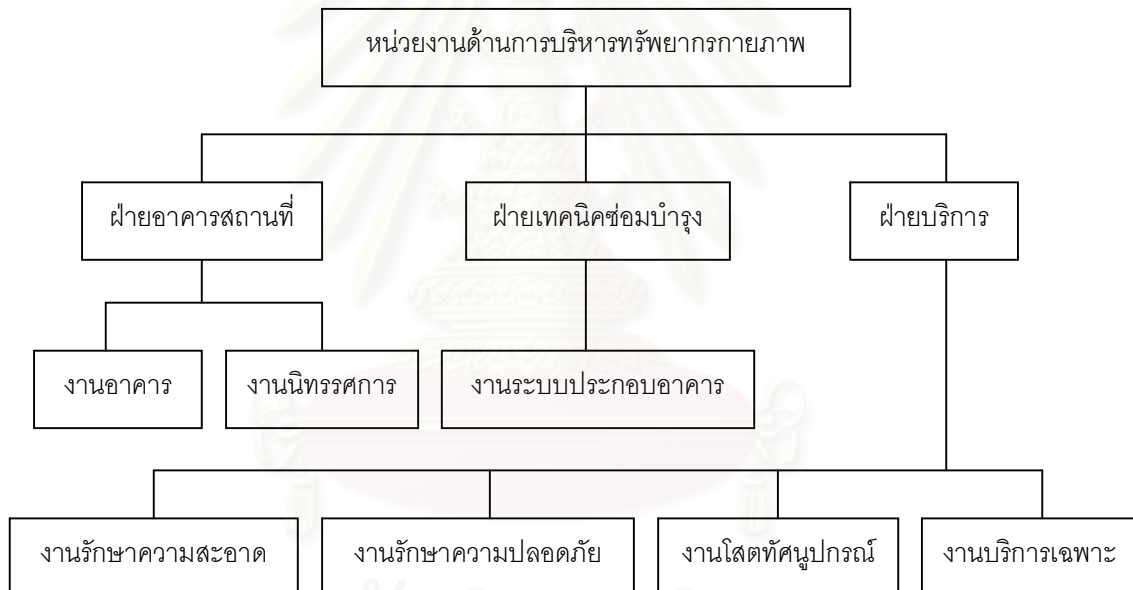 หน่วยงานด้านการบริหารทรัพยากรกายภาพ
ฝ่ายอาคารสถานที่
ฝ่ายเทคนิคซ่อมบำรุง
ฝ่ายบริการ
งานอาคาร
งานนิทรรศการ
งานระบบประกอบอาคาร
งานรักษาความสะอาด
งานรักษาความปลอดภัย
งานโสตทัศนูปกรณ์
งานบริการเฉพาะ